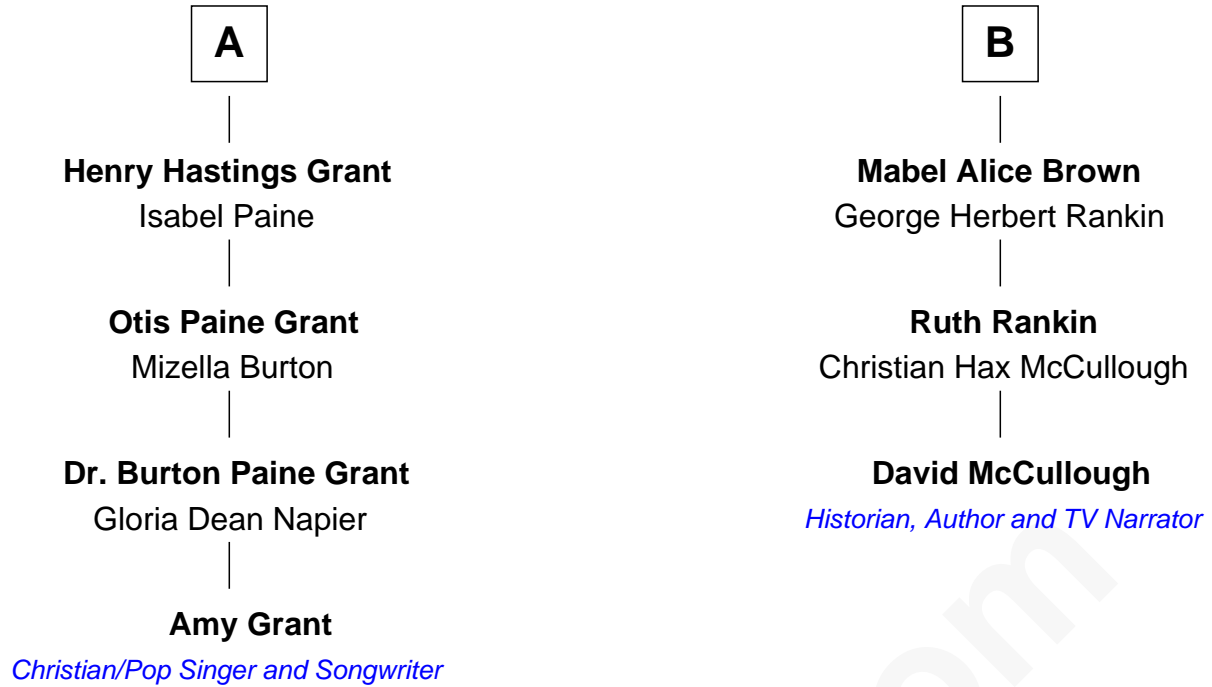 A
Henry Hastings Grant
Isabel Paine
Otis Paine Grant
Mizella Burton
Dr. Burton Paine Grant
Gloria Dean Napier
Amy Grant
Christian/Pop Singer and Songwriter
B
Mabel Alice Brown
George Herbert Rankin
Ruth Rankin
Christian Hax McCullough
David McCullough
Historian, Author and TV Narrator
om